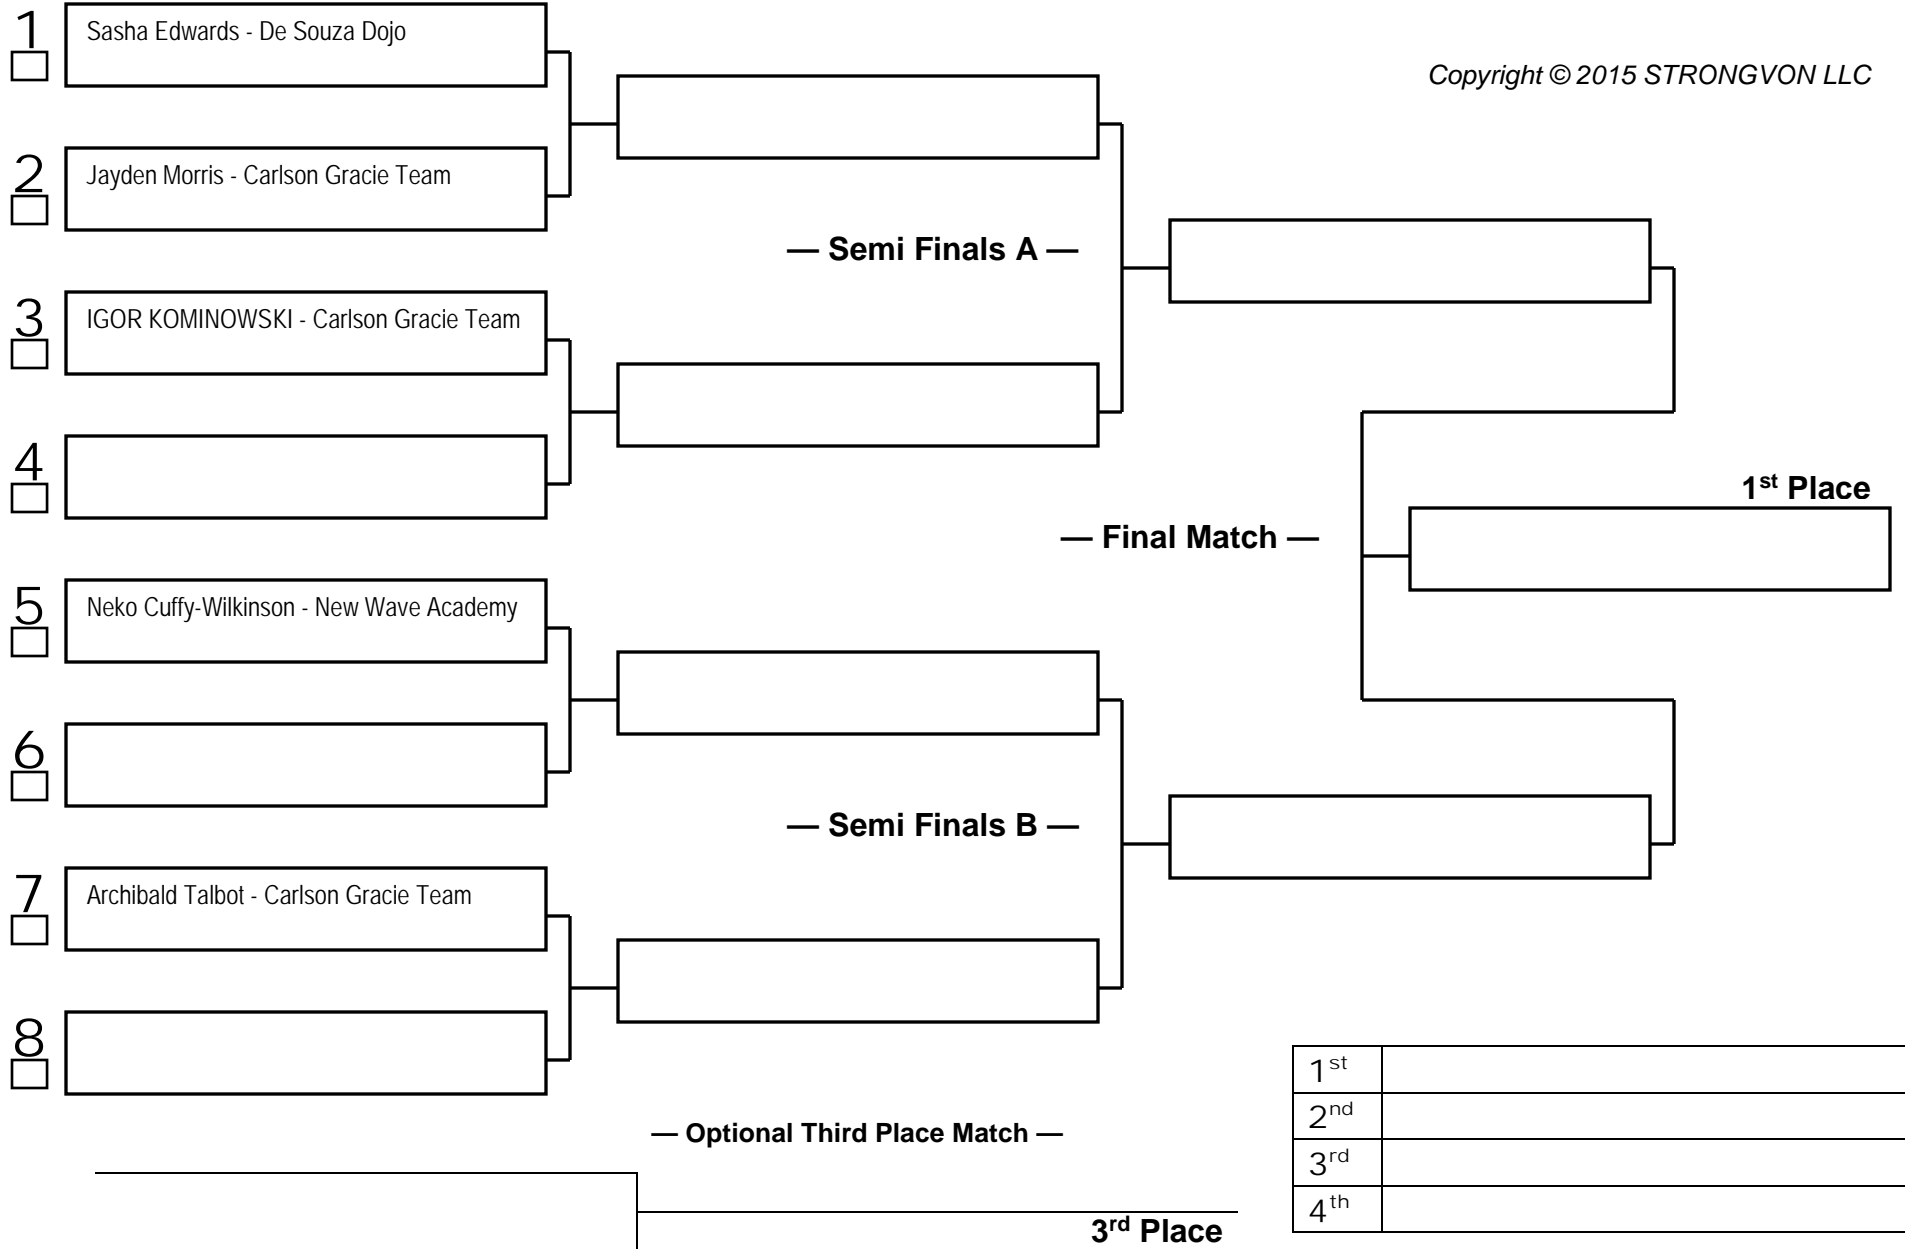 1
Sasha Edwards - De Souza Dojo
Copyright © 2015 STRONGVON LLC
2
Jayden Morris - Carlson Gracie Team
— Semi Finals A —
3
IGOR KOMINOWSKI - Carlson Gracie Team
4
1st Place
— Final Match —
5
Neko Cuffy-Wilkinson - New Wave Academy
6
— Semi Finals B —
7
Archibald Talbot - Carlson Gracie Team
8
— Optional Third Place Match —
3rd Place
1st
2nd
3rd
4th